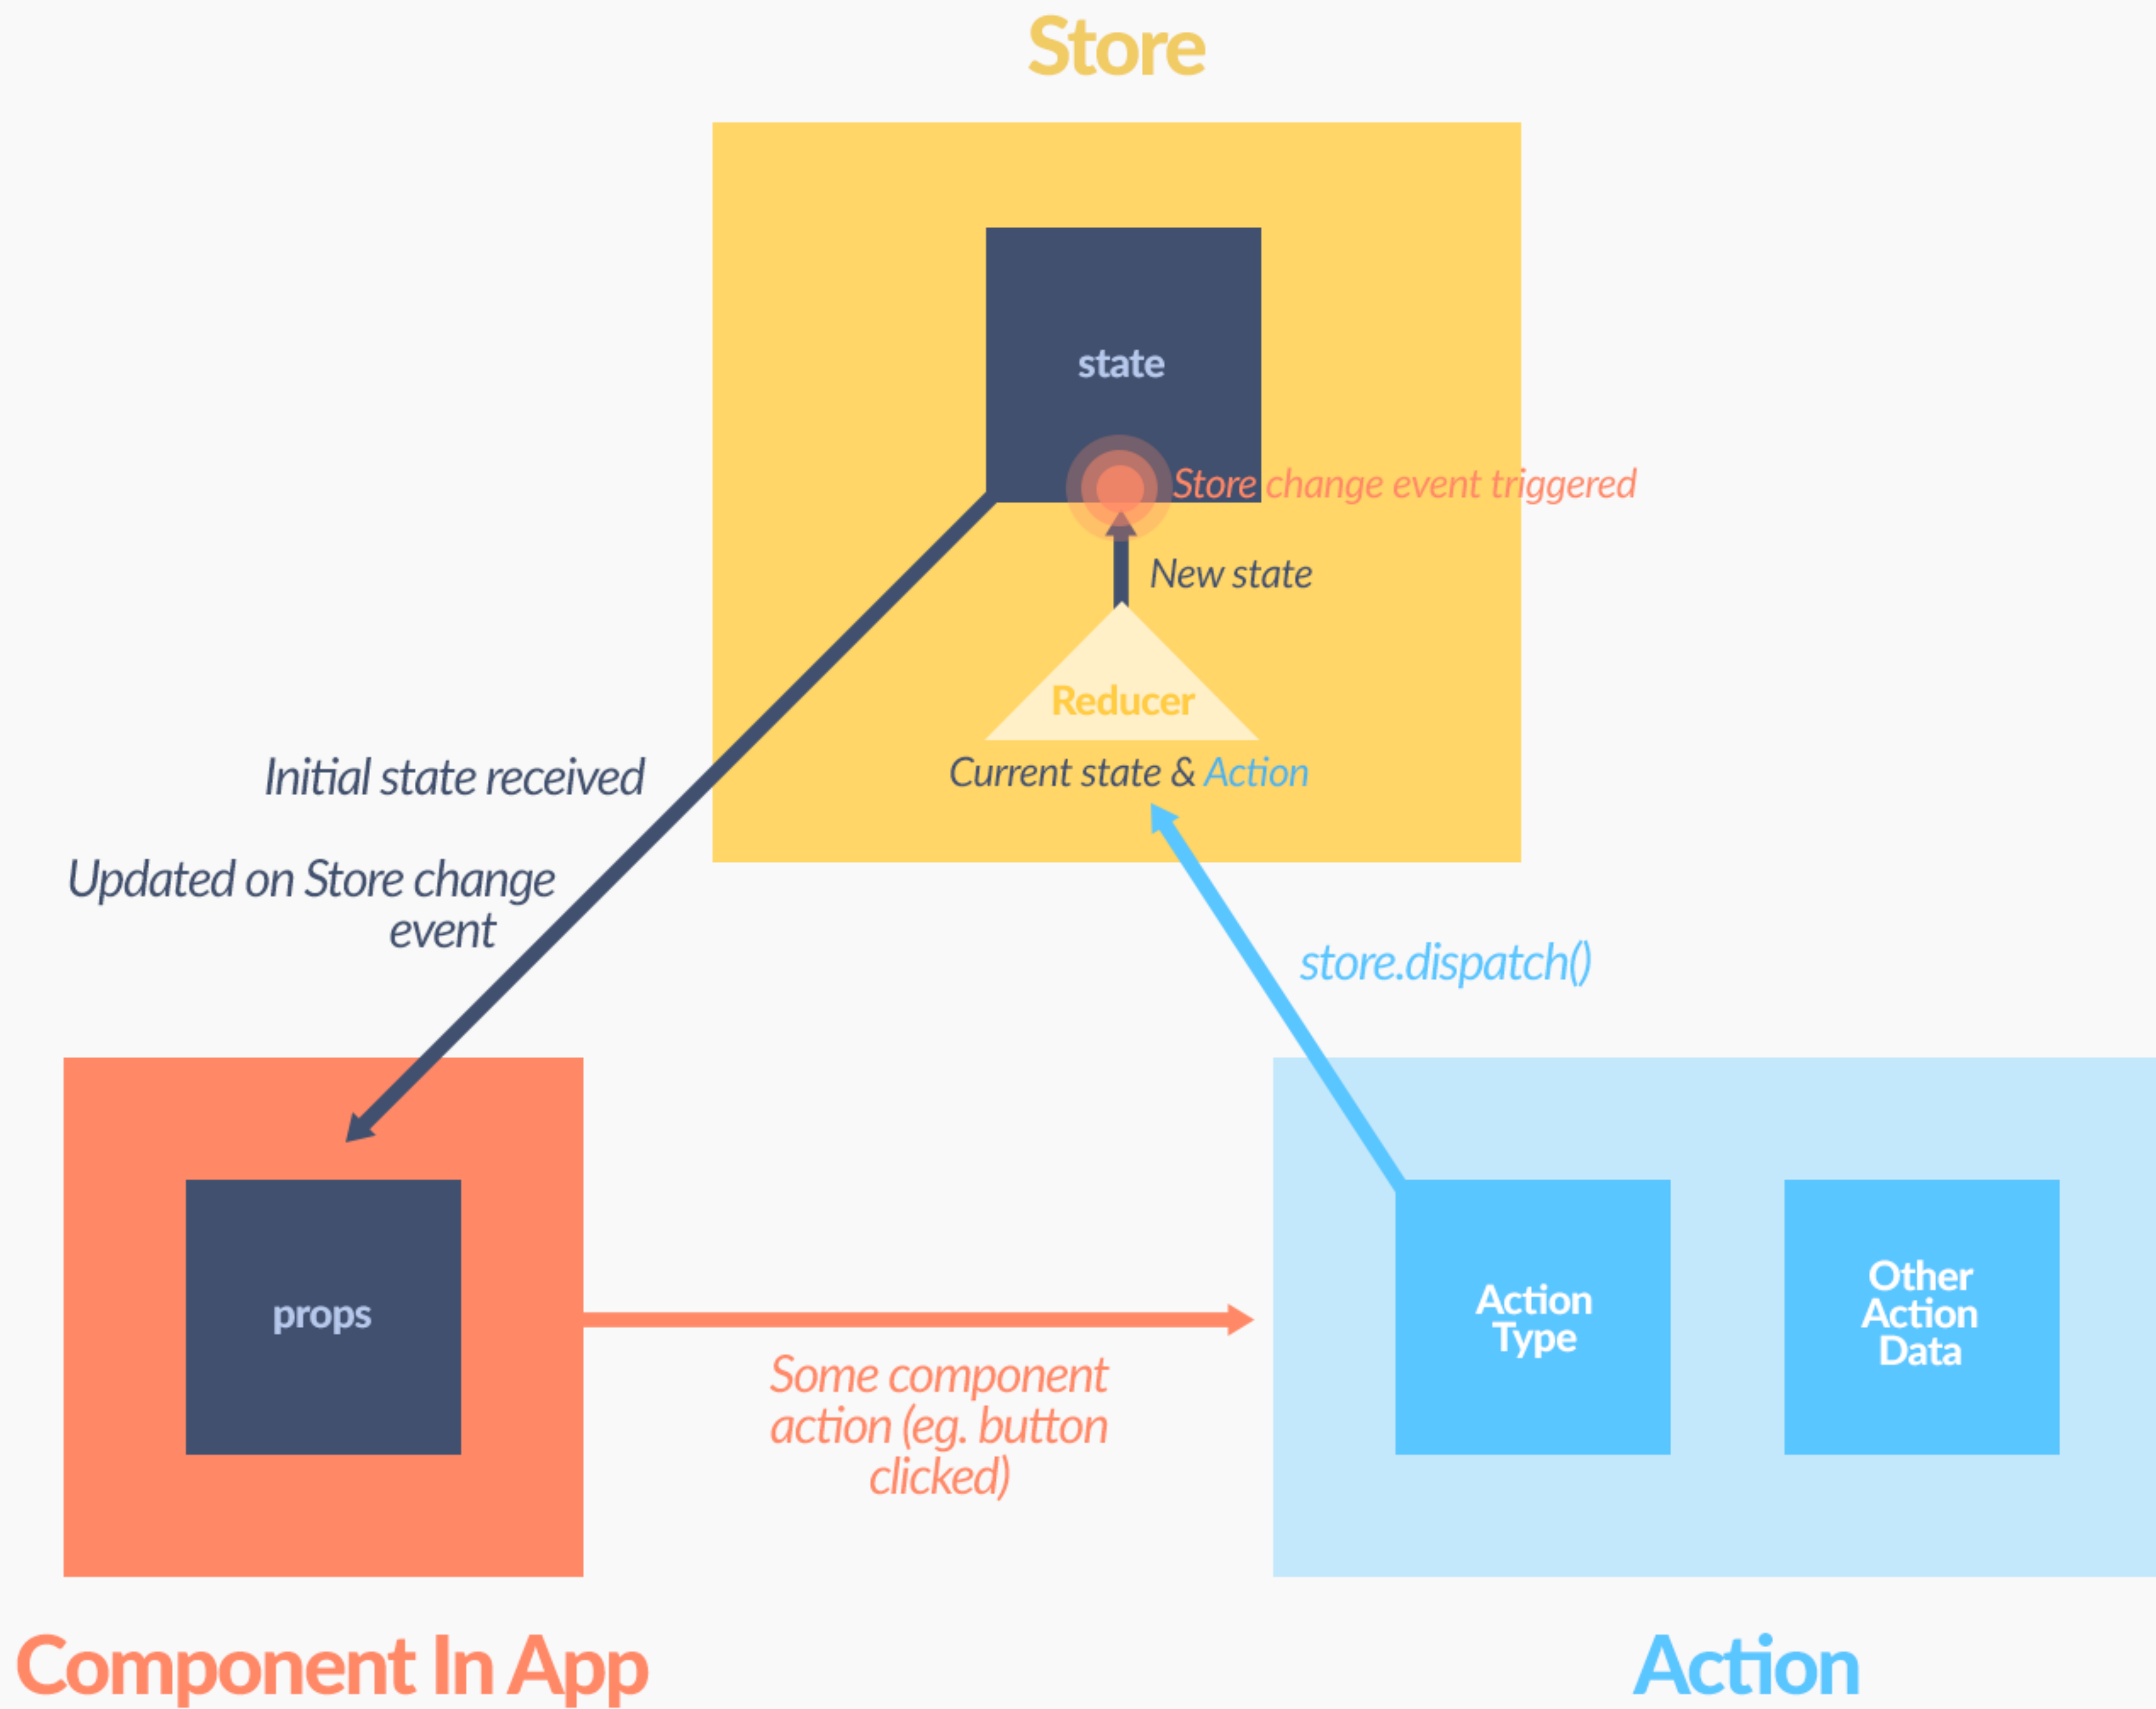 Store
state
Store change event triggered
New state
Reducer
Current state & Action
Initial state received
Updated on Store change
event
store.dispatch()
props
Some component
action (eg. button
clicked)
Action
Type
Other
Action
Data
Component In App
Action